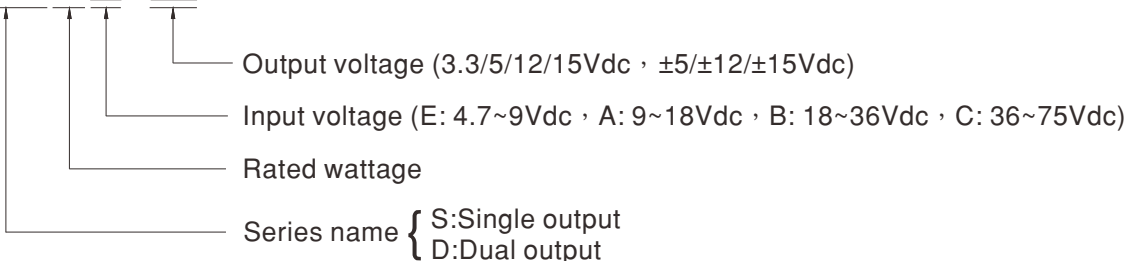 Output voltage (3.3/5/12/15Vdc，±5/±12/±15Vdc)
Input voltage (E: 4.7~9Vdc，A: 9~18Vdc，B: 18~36Vdc，C: 36~75Vdc)
Rated wattage
Series name { S:Single output
D:Dual output